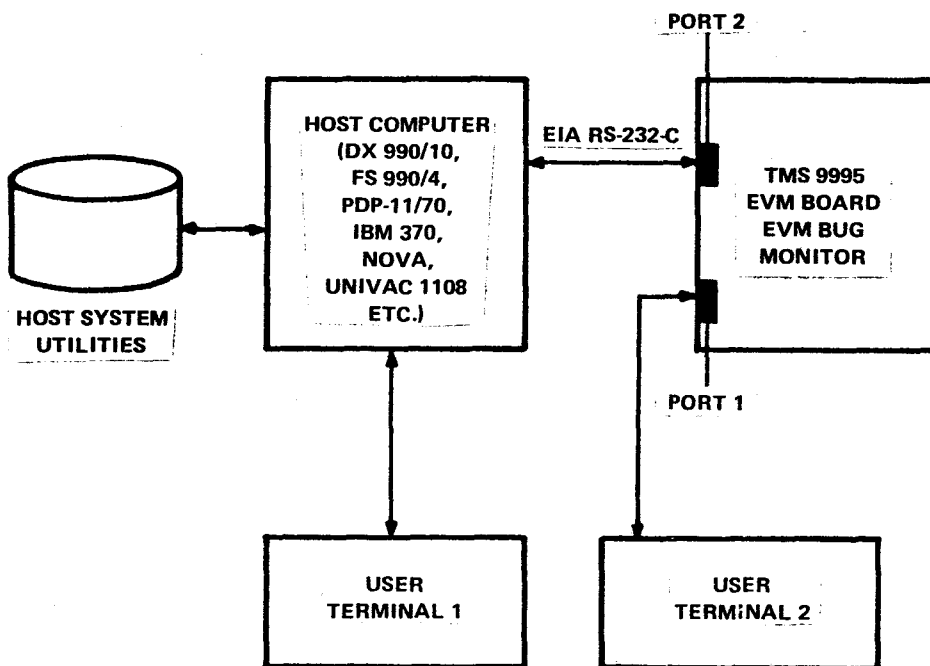 PORT 2
HOST COMPUTER
(DX 990/10,
FS 990/4,
PDP-11/70,
IBM 370,
NOVA,
UNIVAC 1108
ETC.)
EIA RS-232-C
TMS 9995
EVM BOARD
EVM BUG
MONITOR
HOST SYSTEM
UTILITIES
PORT 1
USER
TERMINAL 1
USER
TERMINAL 2